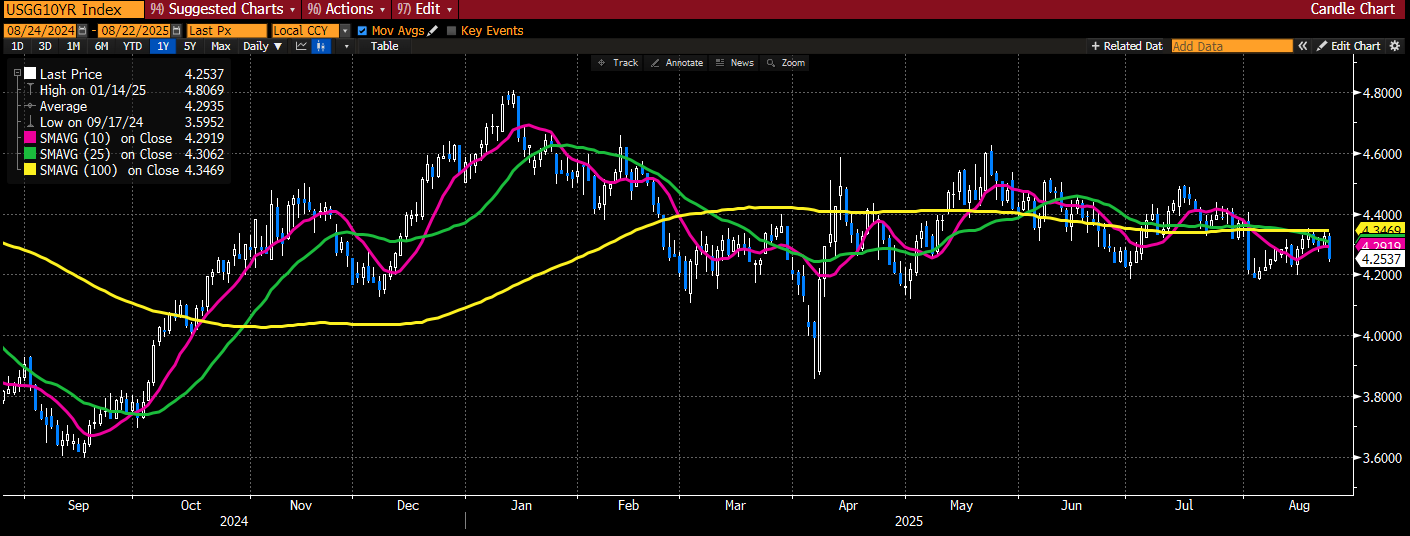 USGG10YR Index 94) Suggested Charts 96) Actions 97) Edit Candle Chart
08/24/2024 - 08/22/2025 Last Px Local CCY Mov Avgs Key Events
1D 3D 1M 6M YTD 1Y 5Y Max Daily ▼ Table + Related Dat Add Data « Edit Chart
Track Annotate News Zoom
Last Price 4.2537
High on 01/14/25 4.8069
Average 4.2935
Low on 09/17/24 3.5952
SMAVG (10) on Close 4.2919
SMAVG (25) on Close 4.3062
SMAVG (100) on Close 4.3469
4.8000
4.6000
4.4000
4.3469
4.2919
4.2537
4.2000
4.0000
3.8000
3.6000
Sep Oct Nov Dec Jan Feb Mar Apr May Jun Jul Aug
2024 2025